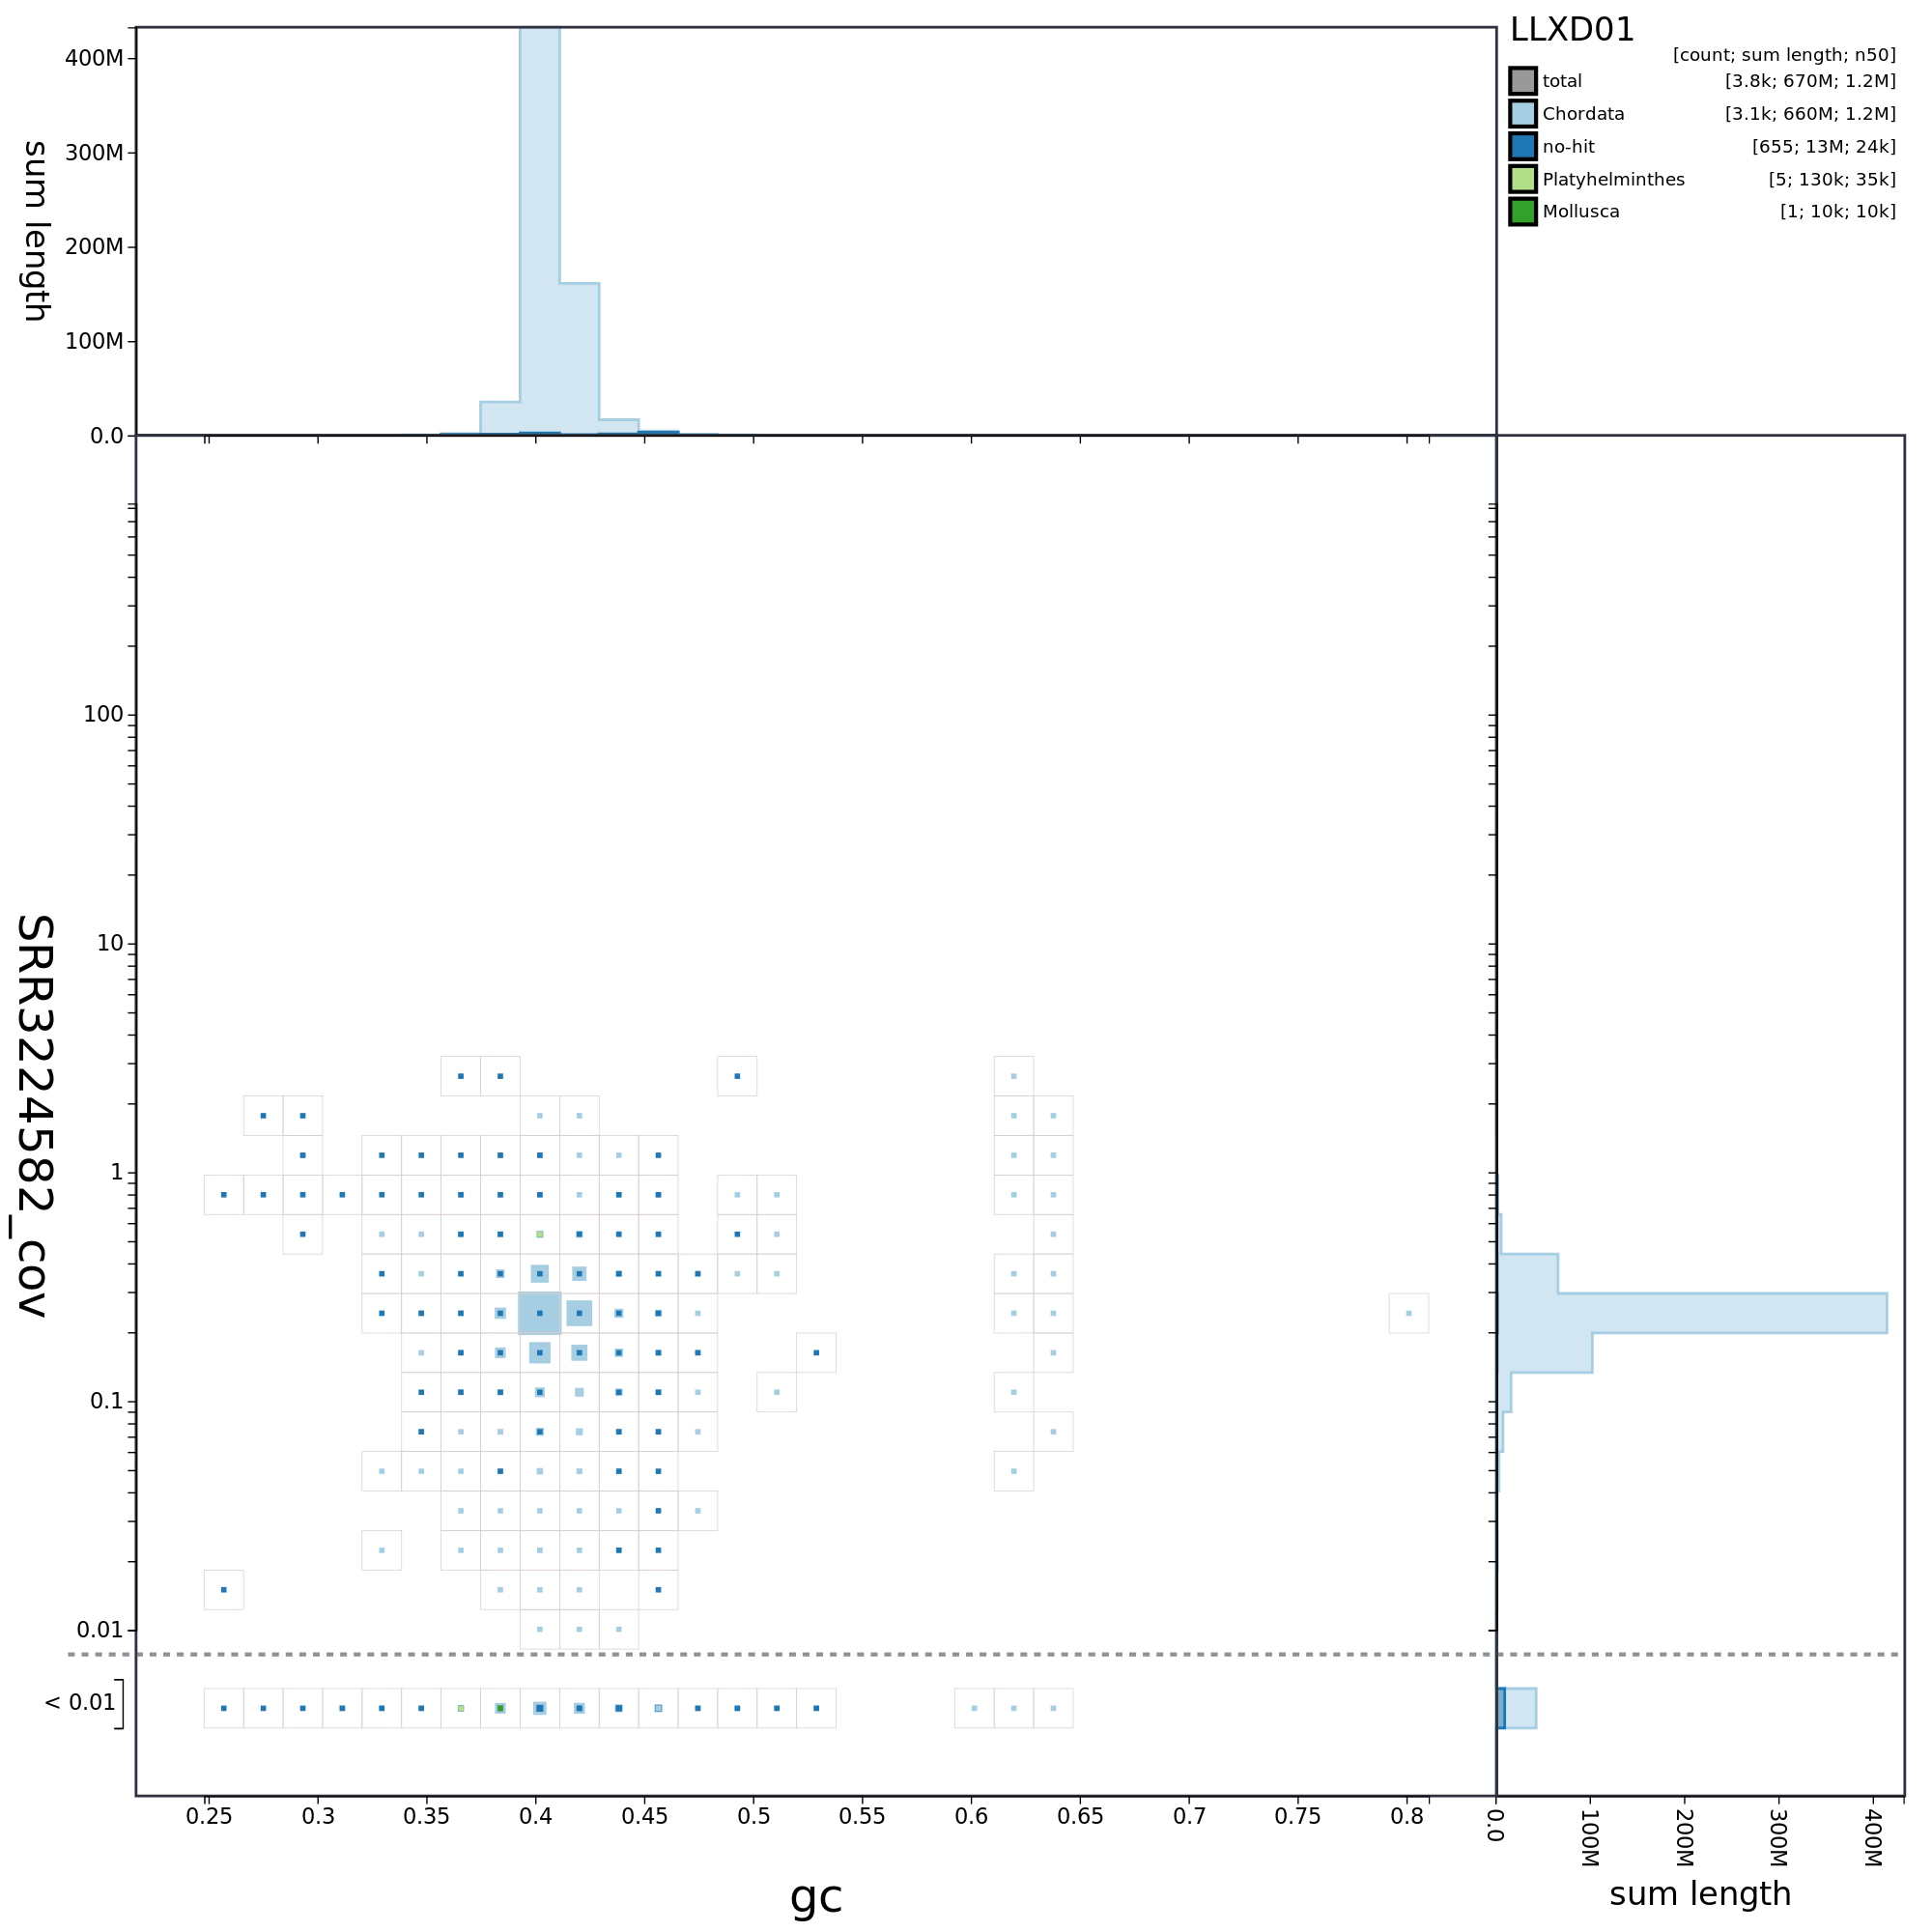 LLXD01
[count; sum length; n50]
total [3.8k; 670M; 1.2M]
Chordata [3.1k; 660M; 1.2M]
no-hit [655; 13M; 24k]
Platyhelminthes [5; 130k; 35k]
Mollusca [1; 10k; 10k]
sum length
400M
300M
200M
100M
0.0
SRR3224582_cov
100
10
1
0.1
0.01
< 0.01
0.25 0.3 0.35 0.4 0.45 0.5 0.55 0.6 0.65 0.7 0.75 0.8
gc
0.0 100M 200M 300M 400M
sum length